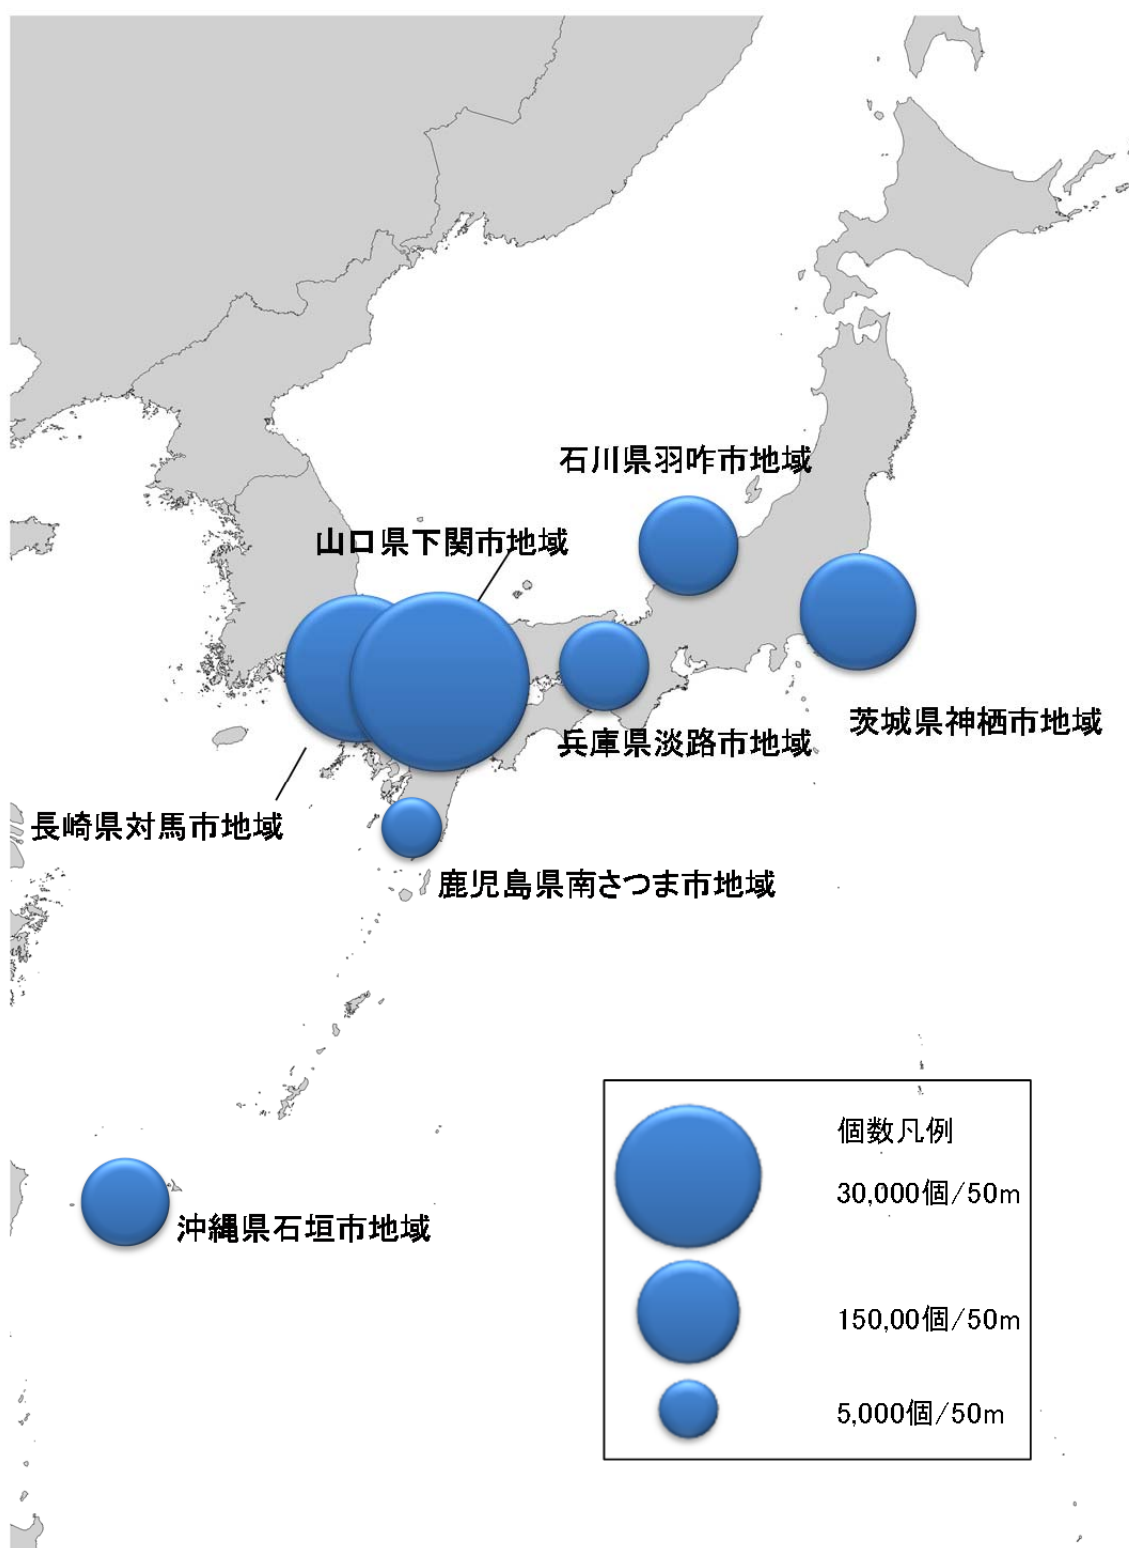 石川県羽咋市地域
山口県下関市地域
茨城県神栖市地域
兵庫県淡路市地域
長崎県対馬市地域
鹿児島県南さつま市地域
沖縄県石垣市地域
個数凡例
30,000個/50m
150,00個/50m
5,000個/50m